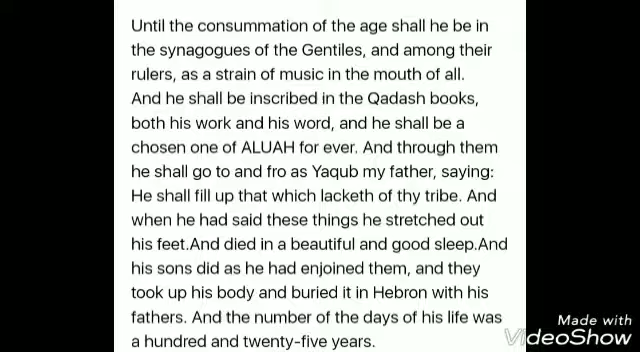 Until the consummation of the age shall he be in
the synagogues of the Gentiles, and among their
rulers, as a strain of music in the mouth of all.
And he shall be inscribed in the Qadash books,
both his work and his word, and he shall be a
chosen one of ALUAH for ever. And through them
he shall go to and fro as Yaqub my father, saying:
He shall fill up that which lacketh of thy tribe. And
when he had said these things he stretched out
his feet.And died in a beautiful and good sleep.And
his sons did as he had enjoined them, and they
took up his body and buried it in Hebron with his
fathers. And the number of the days of his life was
a hundred and twenty-five years.
Made with
VideoShow